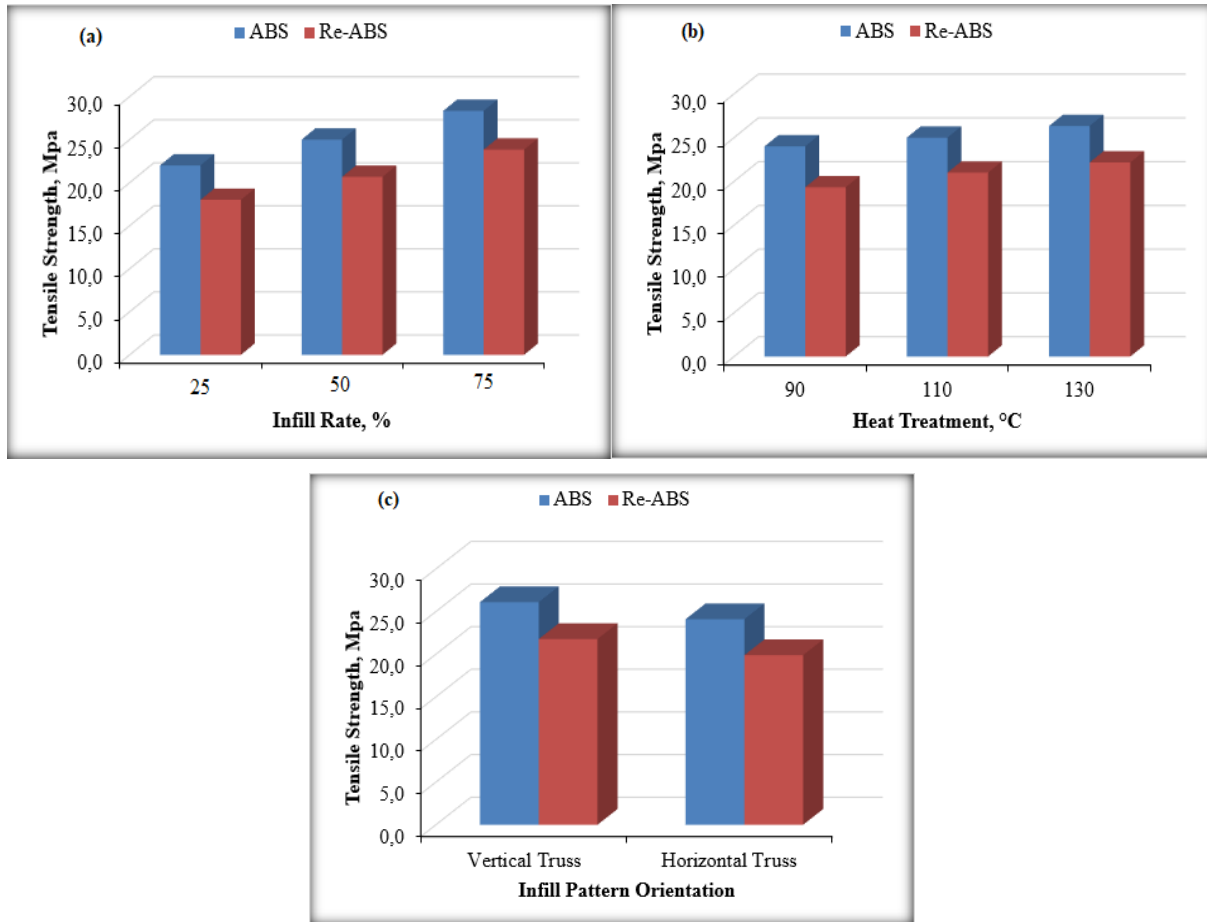 (a)
ABS Re-ABS
Tensile Strength, Mpa
30,0
25,0
20,0
15,0
10,0
5,0
0,0
25 50 75
Infill Rate, %
(b)
ABS Re-ABS
Tensile Strength, Mpa
30,0
25,0
20,0
15,0
10,0
5,0
0,0
90 110 130
Heat Treatment, °C
(c)
ABS Re-ABS
Tensile Strength, Mpa
30,0
25,0
20,0
15,0
10,0
5,0
0,0
Vertical Truss Horizontal Truss
Infill Pattern Orientation